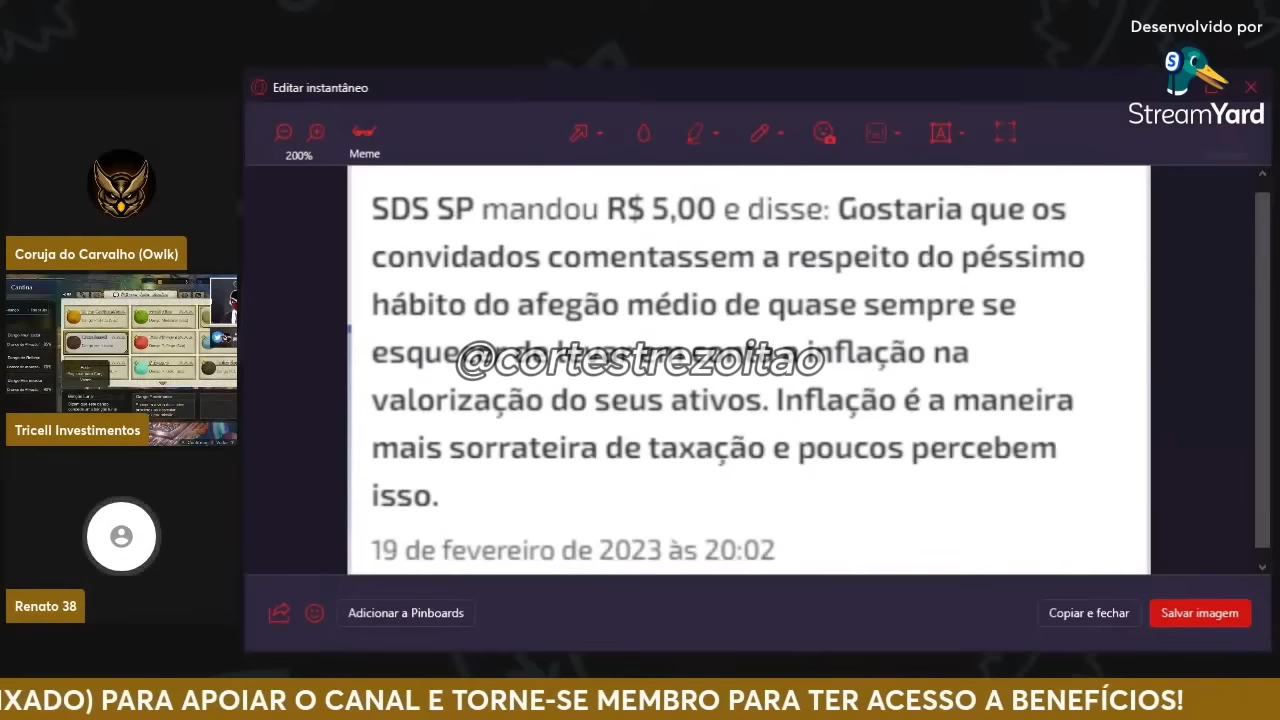 Desenvolvido por
StreamYard
Editar instantâneo
200%
Meme
SDS SP mandou R$ 5,00 e disse: Gostaria que os
convidados comentassem a respeito do péssimo
hábito do afegão médio de quase sempre se
inflação na
@cortestrezoitao
valorização do seus ativos. Inflação é a maneira
mais sorrateira de taxação e poucos percebem
isso.
19 de fevereiro de 2023 às 20:02
Coruja do Carvalho (Owlk)
Cantina
Tricell Investimentos
Renato 38
Adicionar a Pinboards
Copiar e fechar
Salvar imagem
IXADO) PARA APOIAR O CANAL E TORNE-SE MEMBRO PARA TER ACESSO A BENEFÍCIOS!